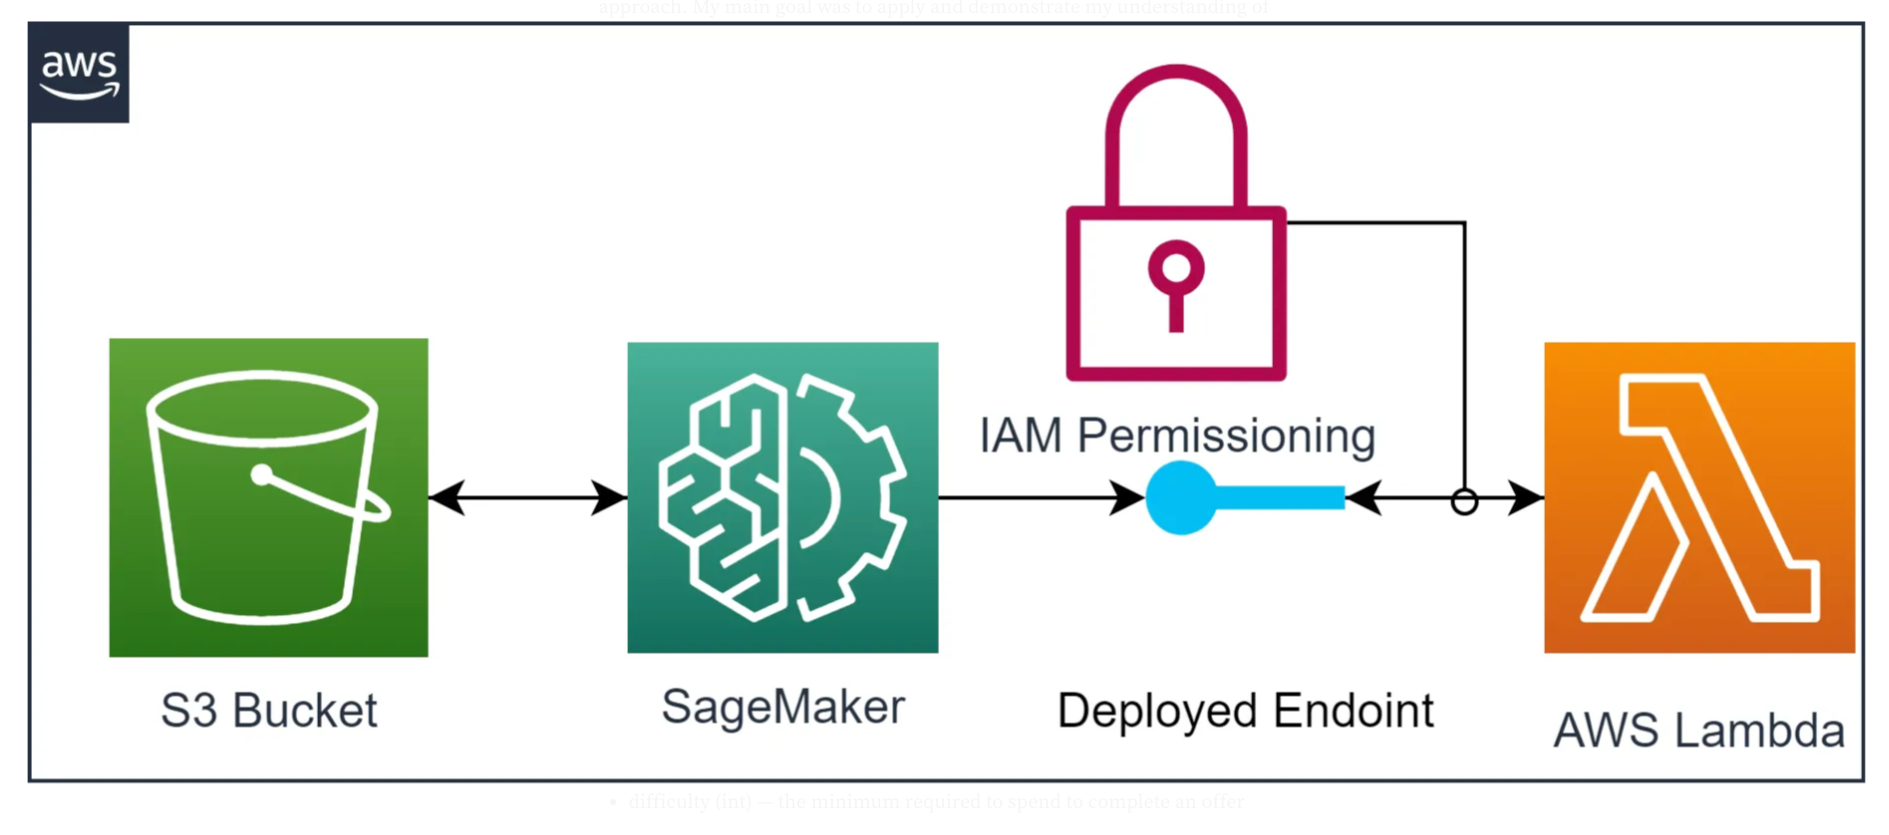 approach. My main goal was to apply and demonstrate my understanding of
aws
IAM Permissioning
S3 Bucket
SageMaker
Deployed Endoint
AWS Lambda
• difficulty (int) — the minimum required to spend to complete an offer